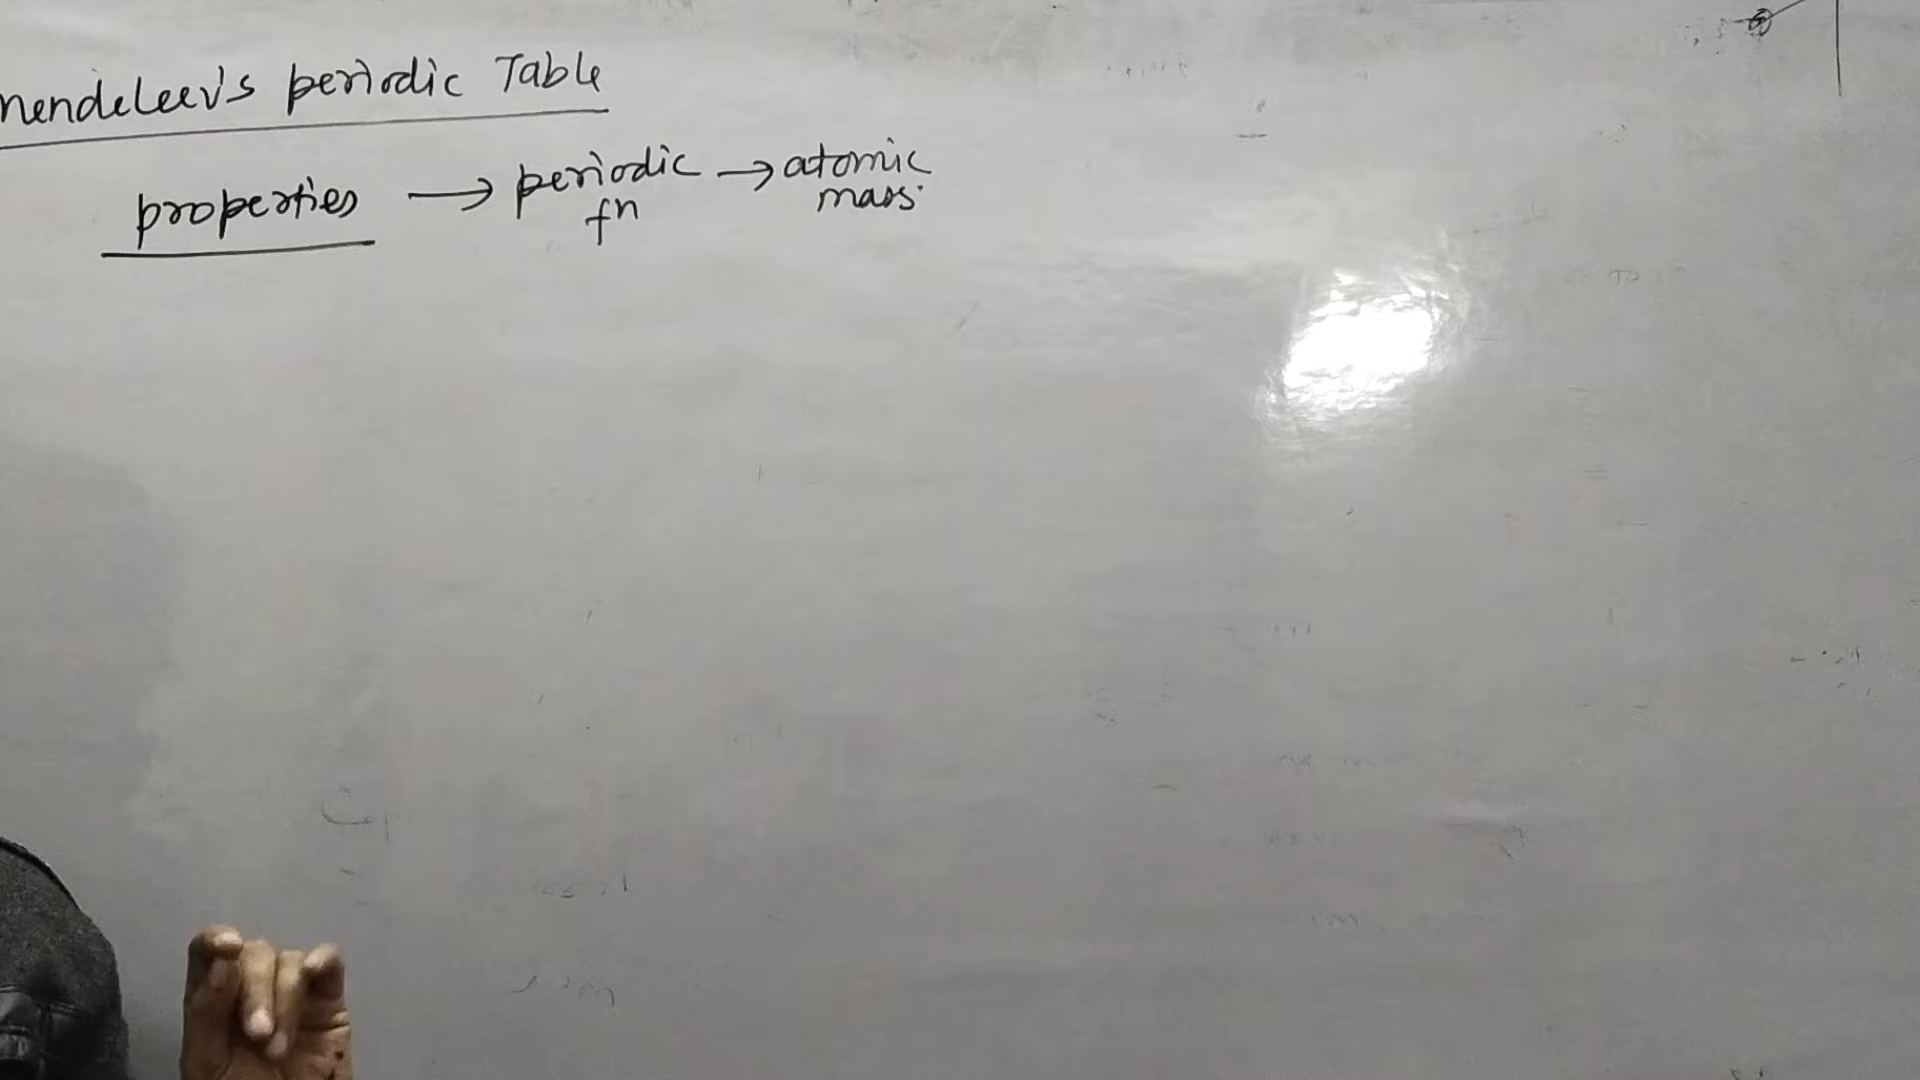 mendeleev's periodic Table
properties → periodic fn → atomic mass.